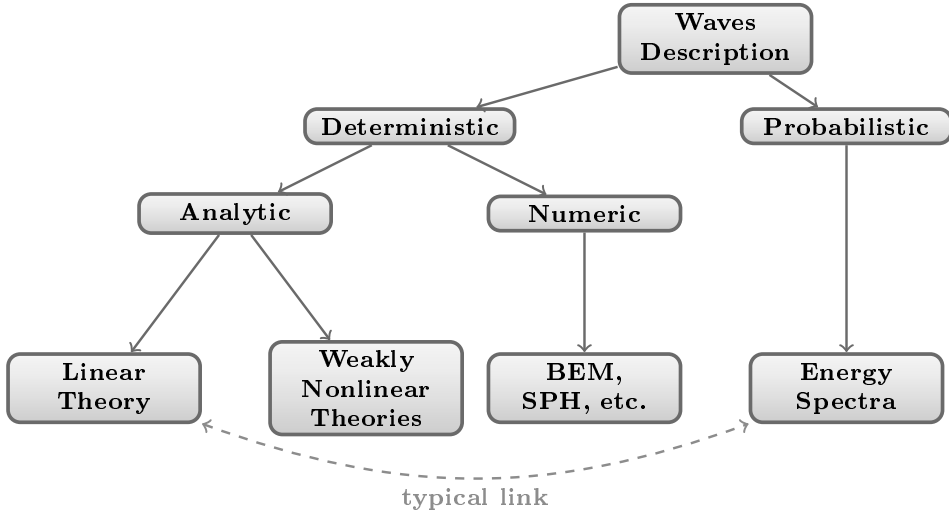 Waves
Description
Deterministic
Probabilistic
Analytic
Numeric
Linear
Theory
Weakly
Nonlinear
Theories
BEM,
SPH, etc.
Energy
Spectra
typical link